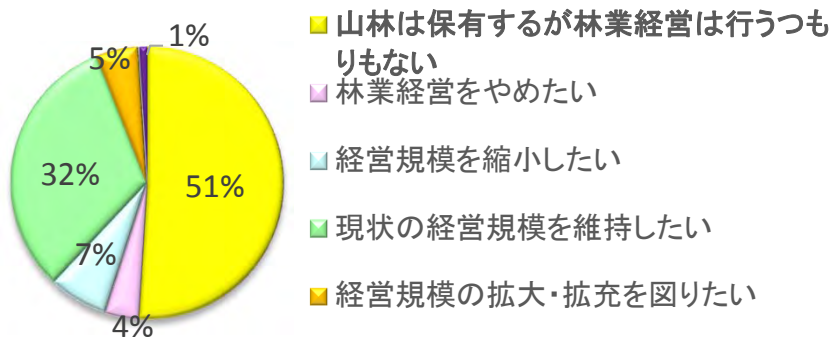 1%
5%
32%
51%
7%
4%
山林は保有するが林業経営は行うつも
りもない
林業経営をやめたい
経営規模を縮小したい
現状の経営規模を維持したい
経営規模の拡大・拡充を図りたい